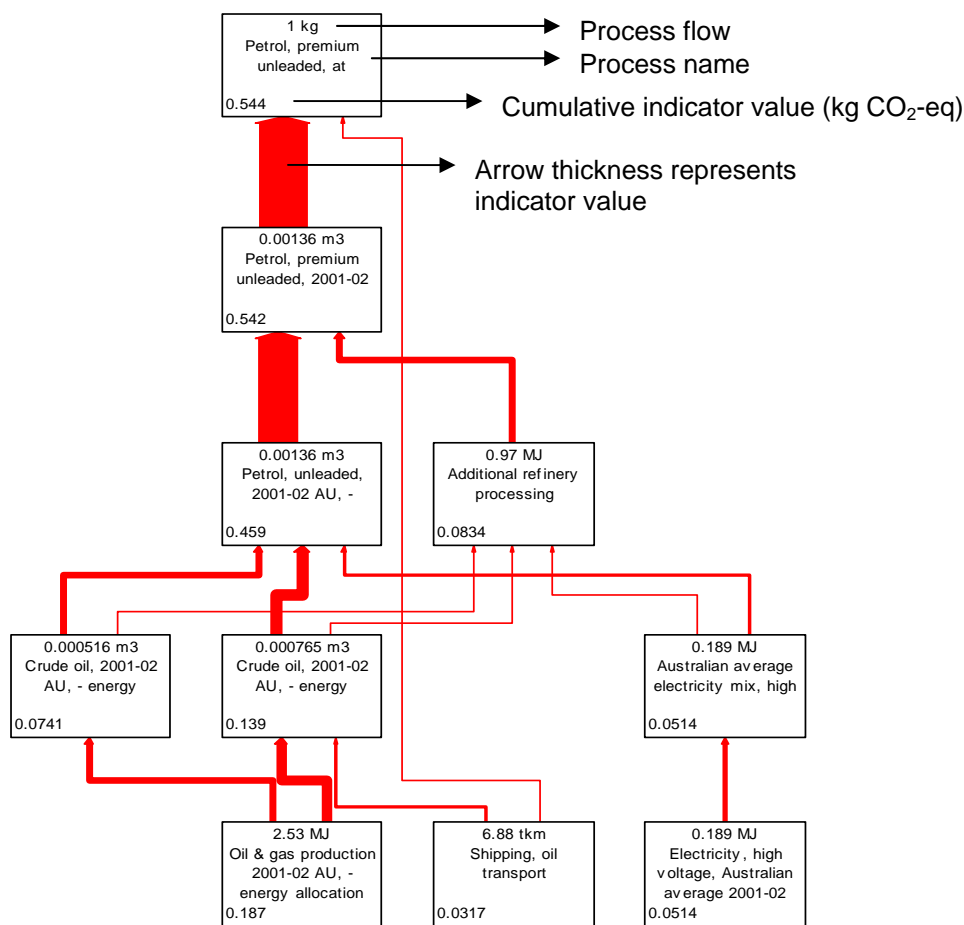 1 kg
Petrol, premium
unleaded, at
0.544
Process flow
Process name
Cumulative indicator value (kg CO₂-eq)
Arrow thickness represents
indicator value
0.00136 m3
Petrol, premium
unleaded, 2001-02
0.542
0.00136 m3
Petrol, unleaded,
2001-02 AU, -
0.459
0.97 MJ
Additional refinery
processing
0.0834
0.000516 m3
Crude oil, 2001-02
AU, - energy
0.0741
0.000765 m3
Crude oil, 2001-02
AU, - energy
0.139
0.189 MJ
Australian average
electricity mix, high
0.0514
2.53 MJ
Oil & gas production
2001-02 AU, -
energy allocation
0.187
6.88 tkm
Shipping, oil
transport
0.0317
0.189 MJ
Electricity, high
voltage, Australian
average 2001-02
0.0514